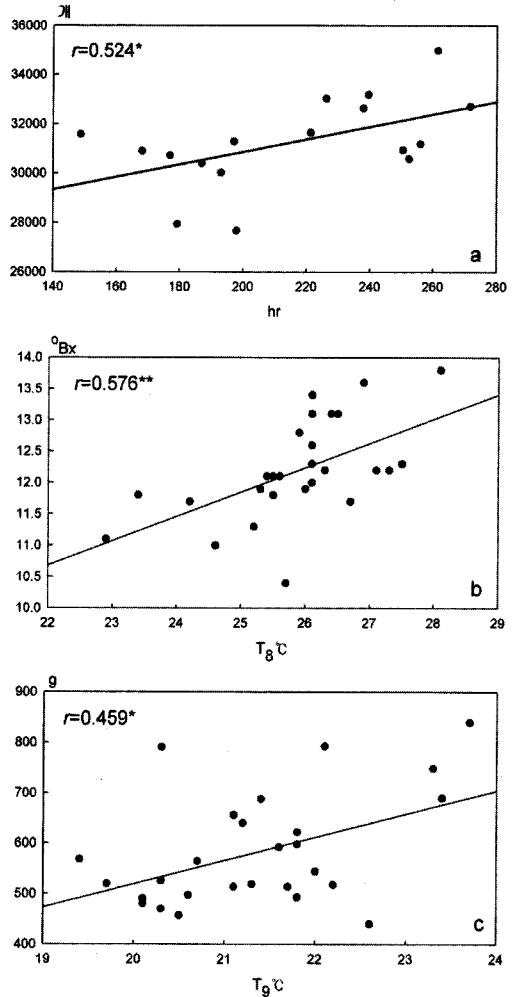 개
36000
r=0.524*
34000
32000
30000
28000
26000
a
140 160 180 200 220 240 260 280
hr
⁰Bx
14.0
r=0.576**
13.5
13.0
12.5
12.0
11.5
11.0
10.5
10.0
b
22 23 24 25 26 27 28 29
T₈℃
g
900
r=0.459*
800
700
600
500
400
c
19 20 21 22 23 24
T₉℃